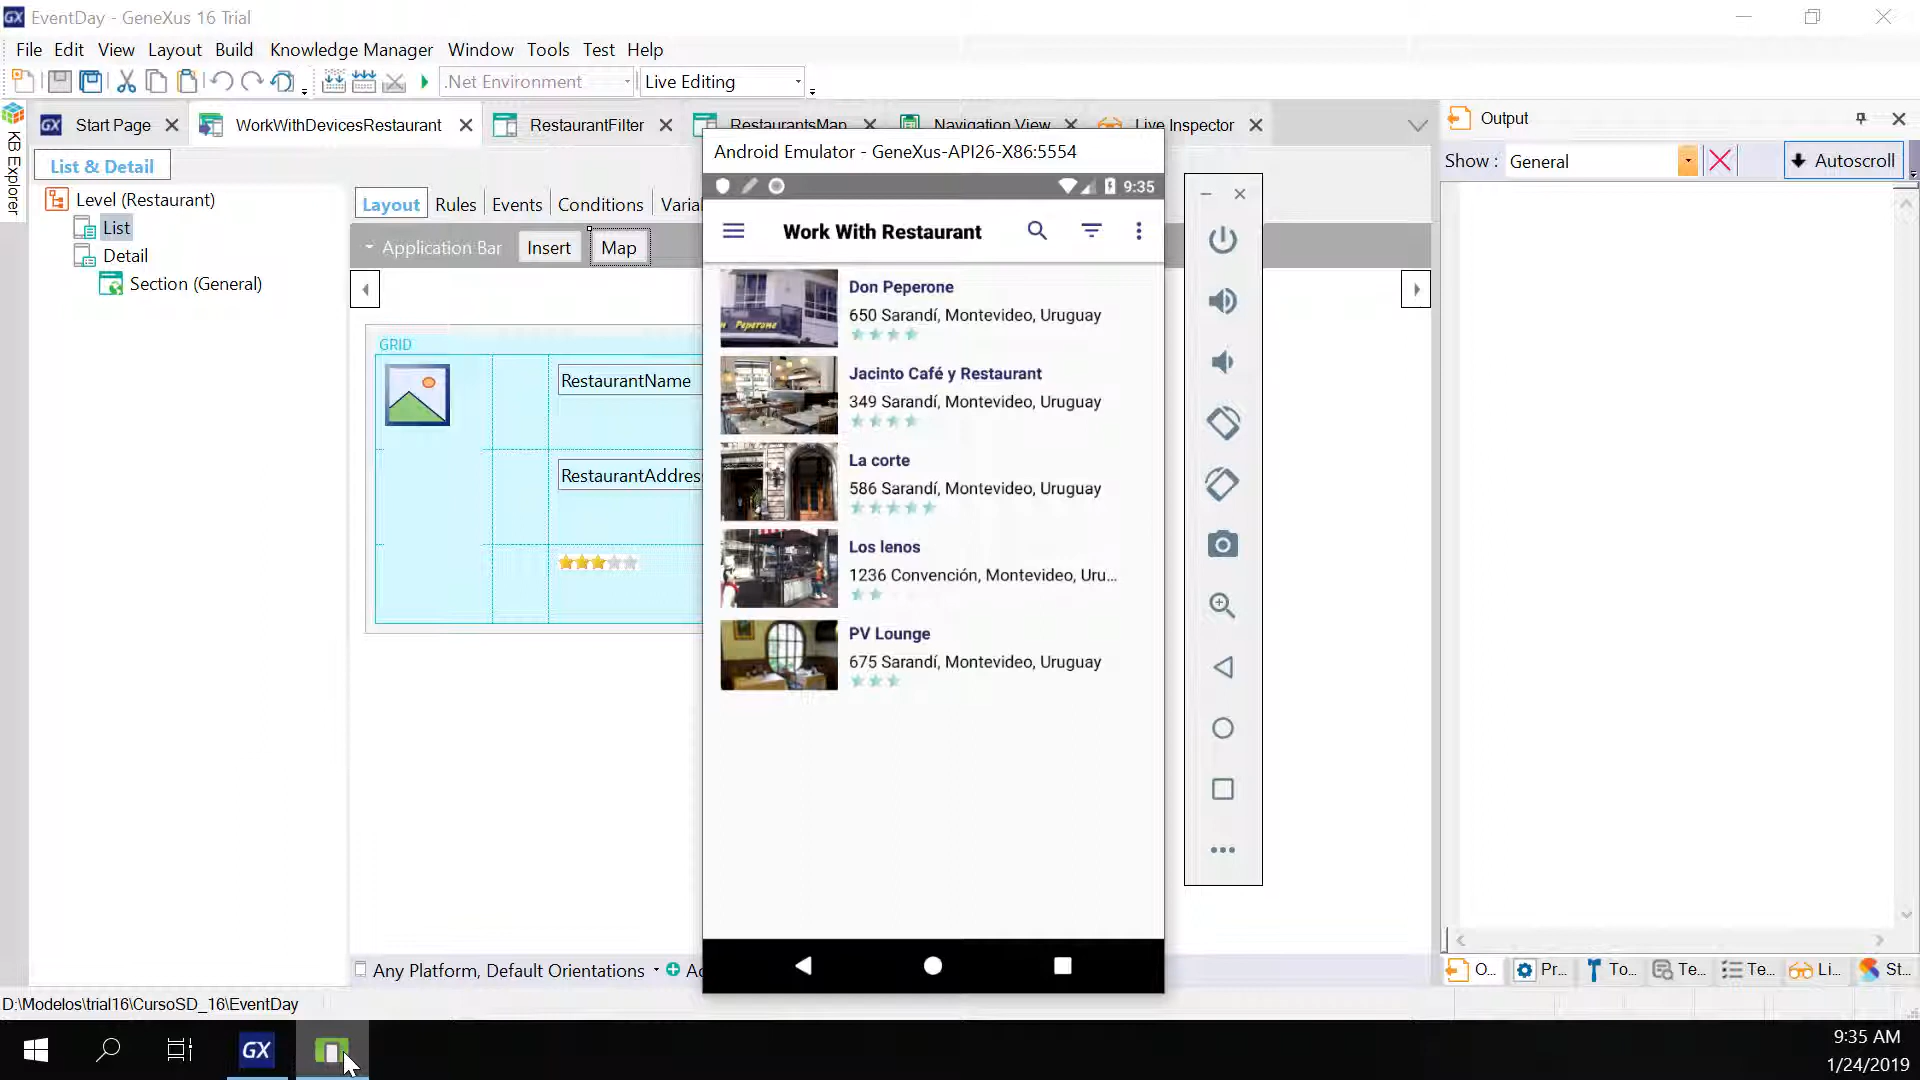 EventDay - GeneXus 16 Trial
File Edit View Layout Build Knowledge Manager Window Tools Test Help
.Net Environment Live Editing
KB Explorer
Start Page WorkWithDevicesRestaurant RestaurantFilter RestaurantsMap Navigation View Live Inspector
Output
List & Detail
Show : General Autoscroll
Level (Restaurant)
List
Detail
Section (General)
Layout Rules Events Conditions Varia
Application Bar Insert Map
GRID
RestaurantName
RestaurantAddres
Android Emulator - GeneXus-API26-X86:5554
9:35
Work With Restaurant
Don Peperone
650 Sarandí, Montevideo, Uruguay
Jacinto Café y Restaurant
349 Sarandí, Montevideo, Uruguay
La corte
586 Sarandí, Montevideo, Uruguay
Los lenos
1236 Convención, Montevideo, Uru...
PV Lounge
675 Sarandí, Montevideo, Uruguay
Any Platform, Default Orientations Ad
O... Pr... To... Te... Te... Li... St...
D:\Modelos\trial16\CursoSD_16\EventDay
GX
9:35 AM
1/24/2019